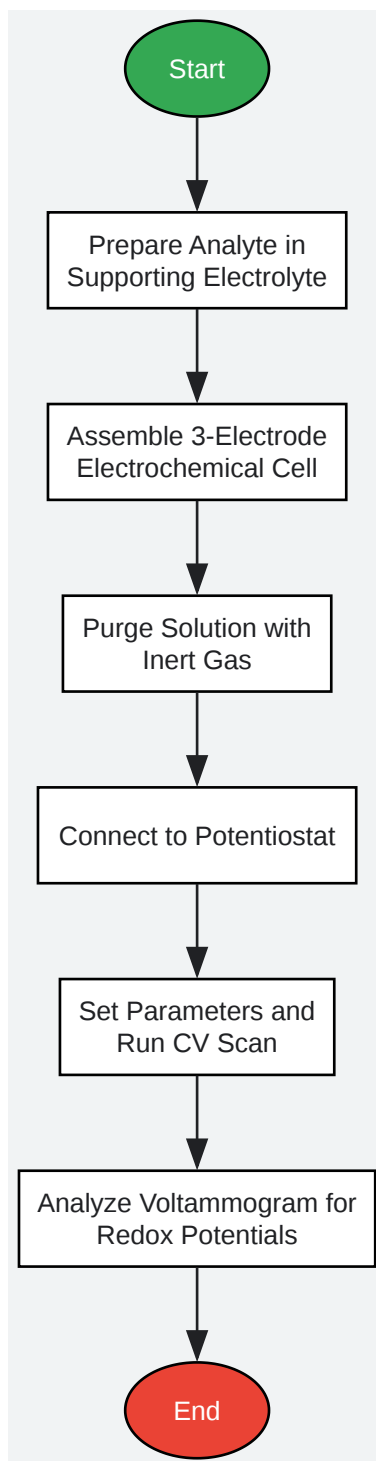 Start
Prepare Analyte in
Supporting Electrolyte
Assemble 3-Electrode
Electrochemical Cell
Purge Solution with
Inert Gas
Connect to Potentiostat
Set Parameters and
Run CV Scan
Analyze Voltammogram for
Redox Potentials
End